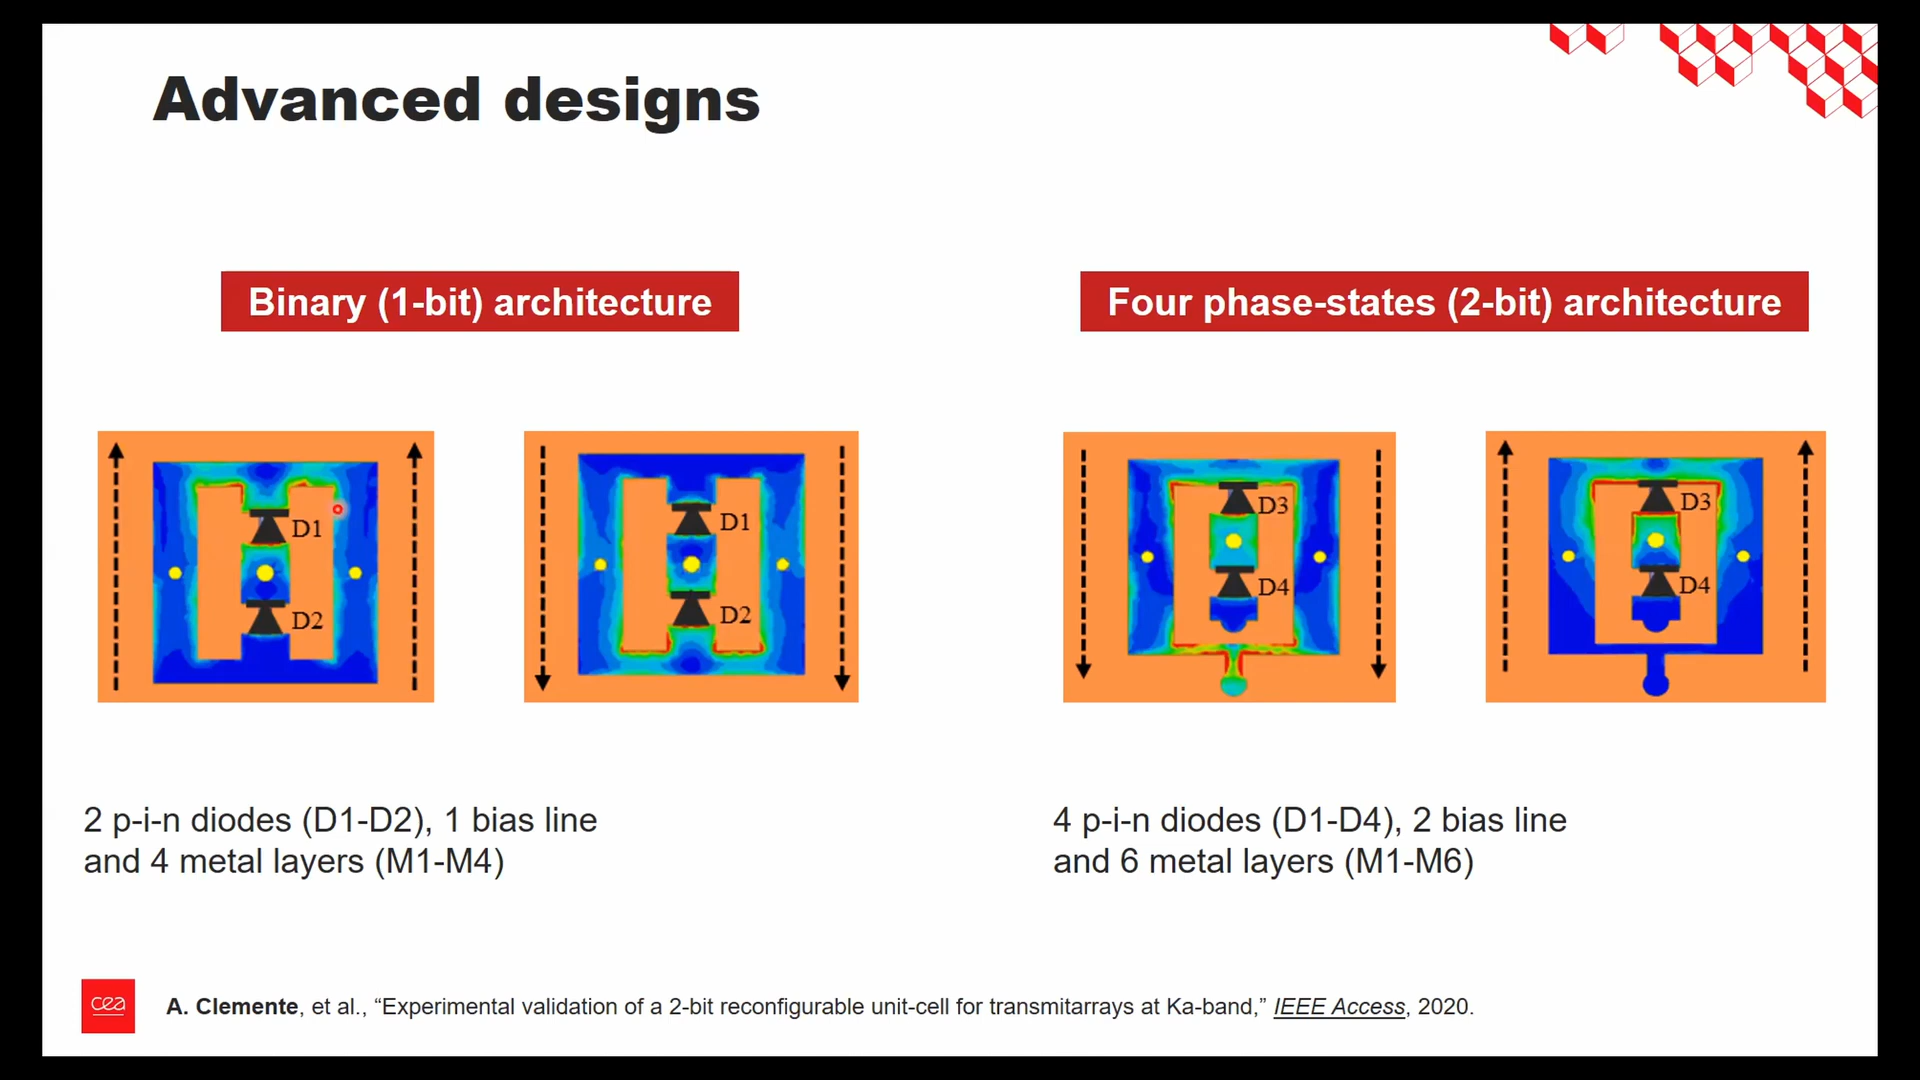 Advanced designs
Binary (1-bit) architecture
Four phase-states (2-bit) architecture
D1
D2
D1
D2
D3
D4
D3
D4
2 p-i-n diodes (D1-D2), 1 bias line
and 4 metal layers (M1-M4)
4 p-i-n diodes (D1-D4), 2 bias line
and 6 metal layers (M1-M6)
cea
A. Clemente, et al., “Experimental validation of a 2-bit reconfigurable unit-cell for transmitarrays at Ka-band,” IEEE Access, 2020.